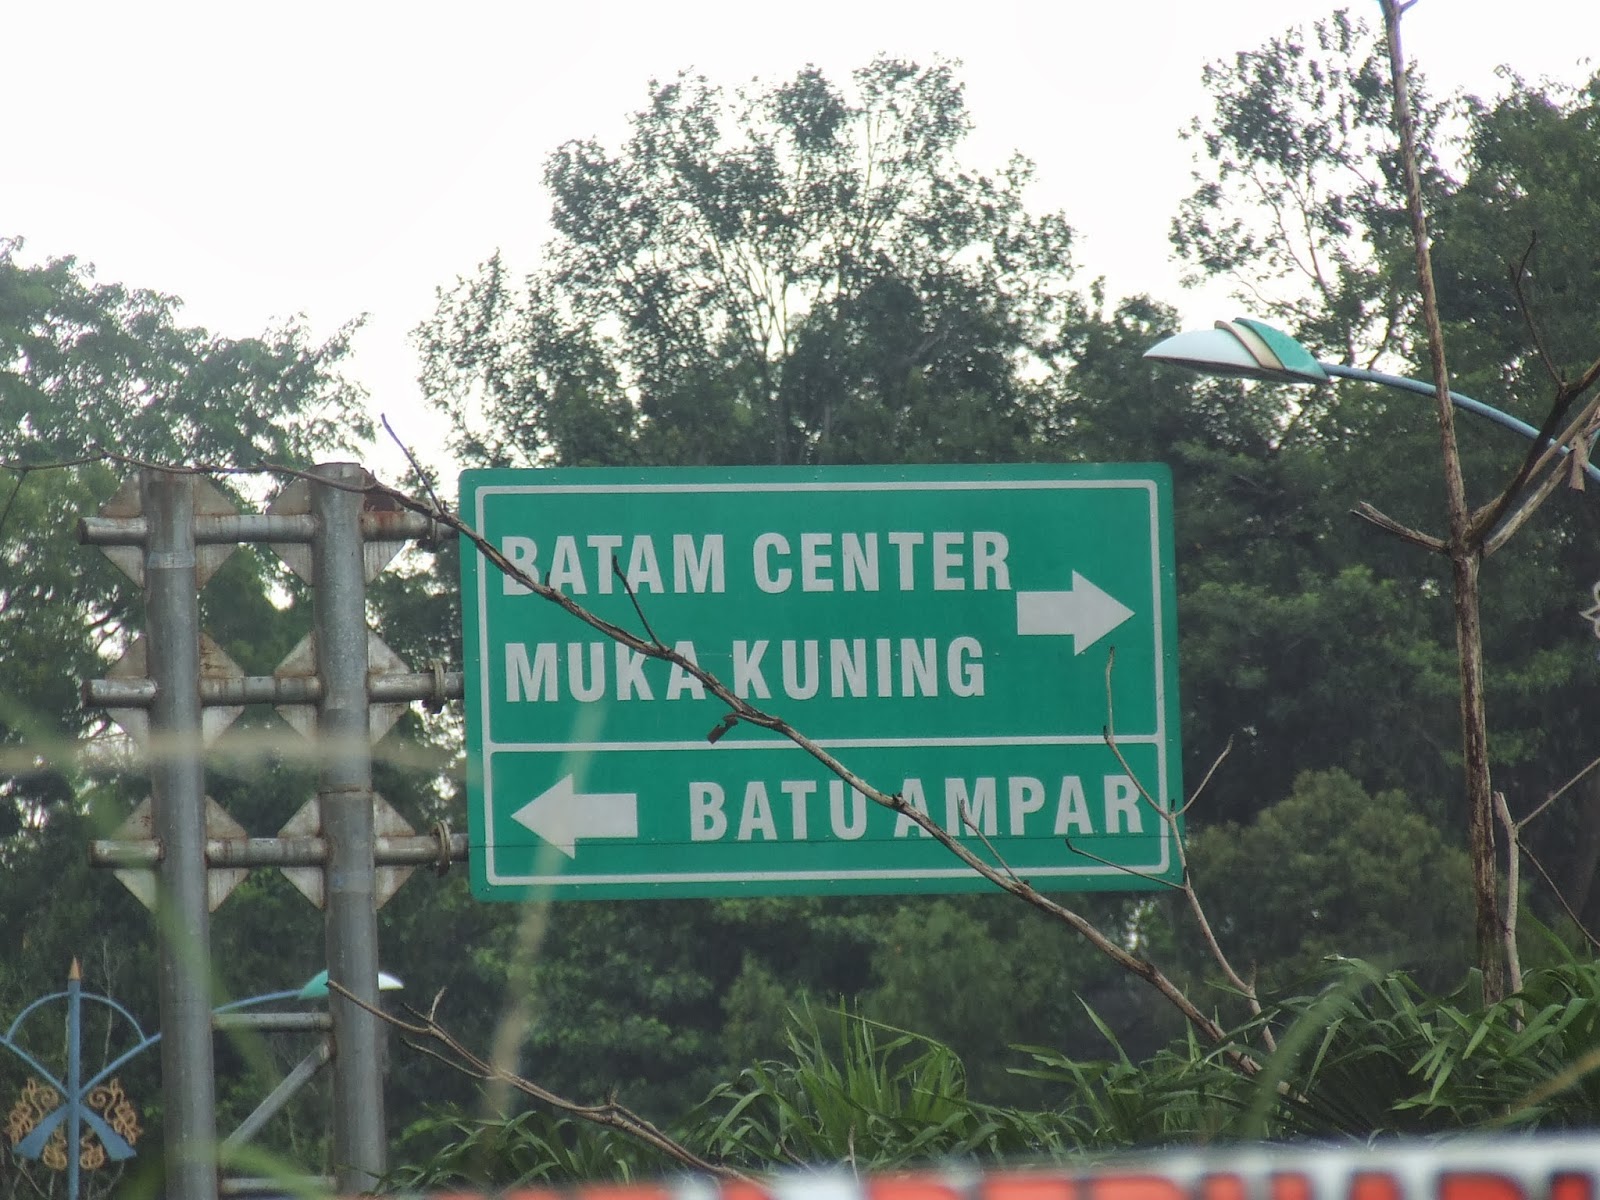 BATAM CENTER
MUKA KUNING
BATU AMPAR